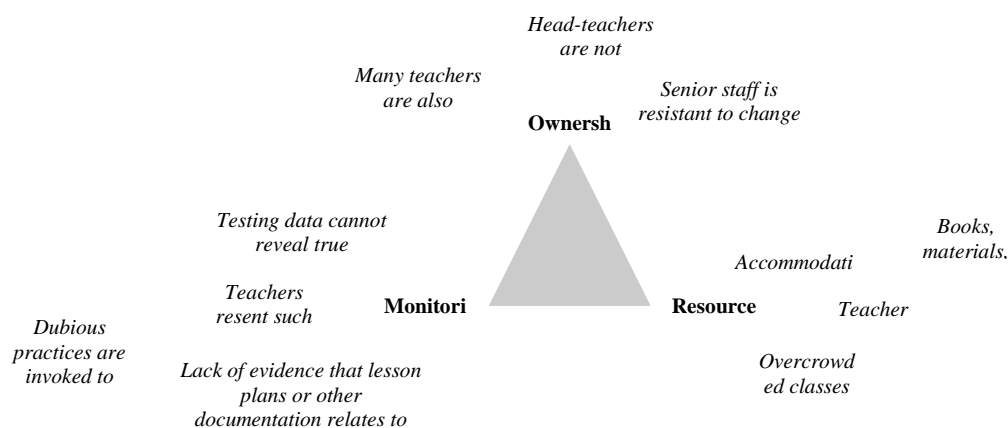 Head-teachers
are not
Many teachers
are also
Senior staff is
resistant to change
Ownersh
Testing data cannot
reveal true
Books,
materials,
Accommodati
Teachers
resent such
Monitori
Resource
Teacher
Dubious
practices are
invoked to
Lack of evidence that lesson
plans or other
documentation relates to
Overcrowd
ed classes